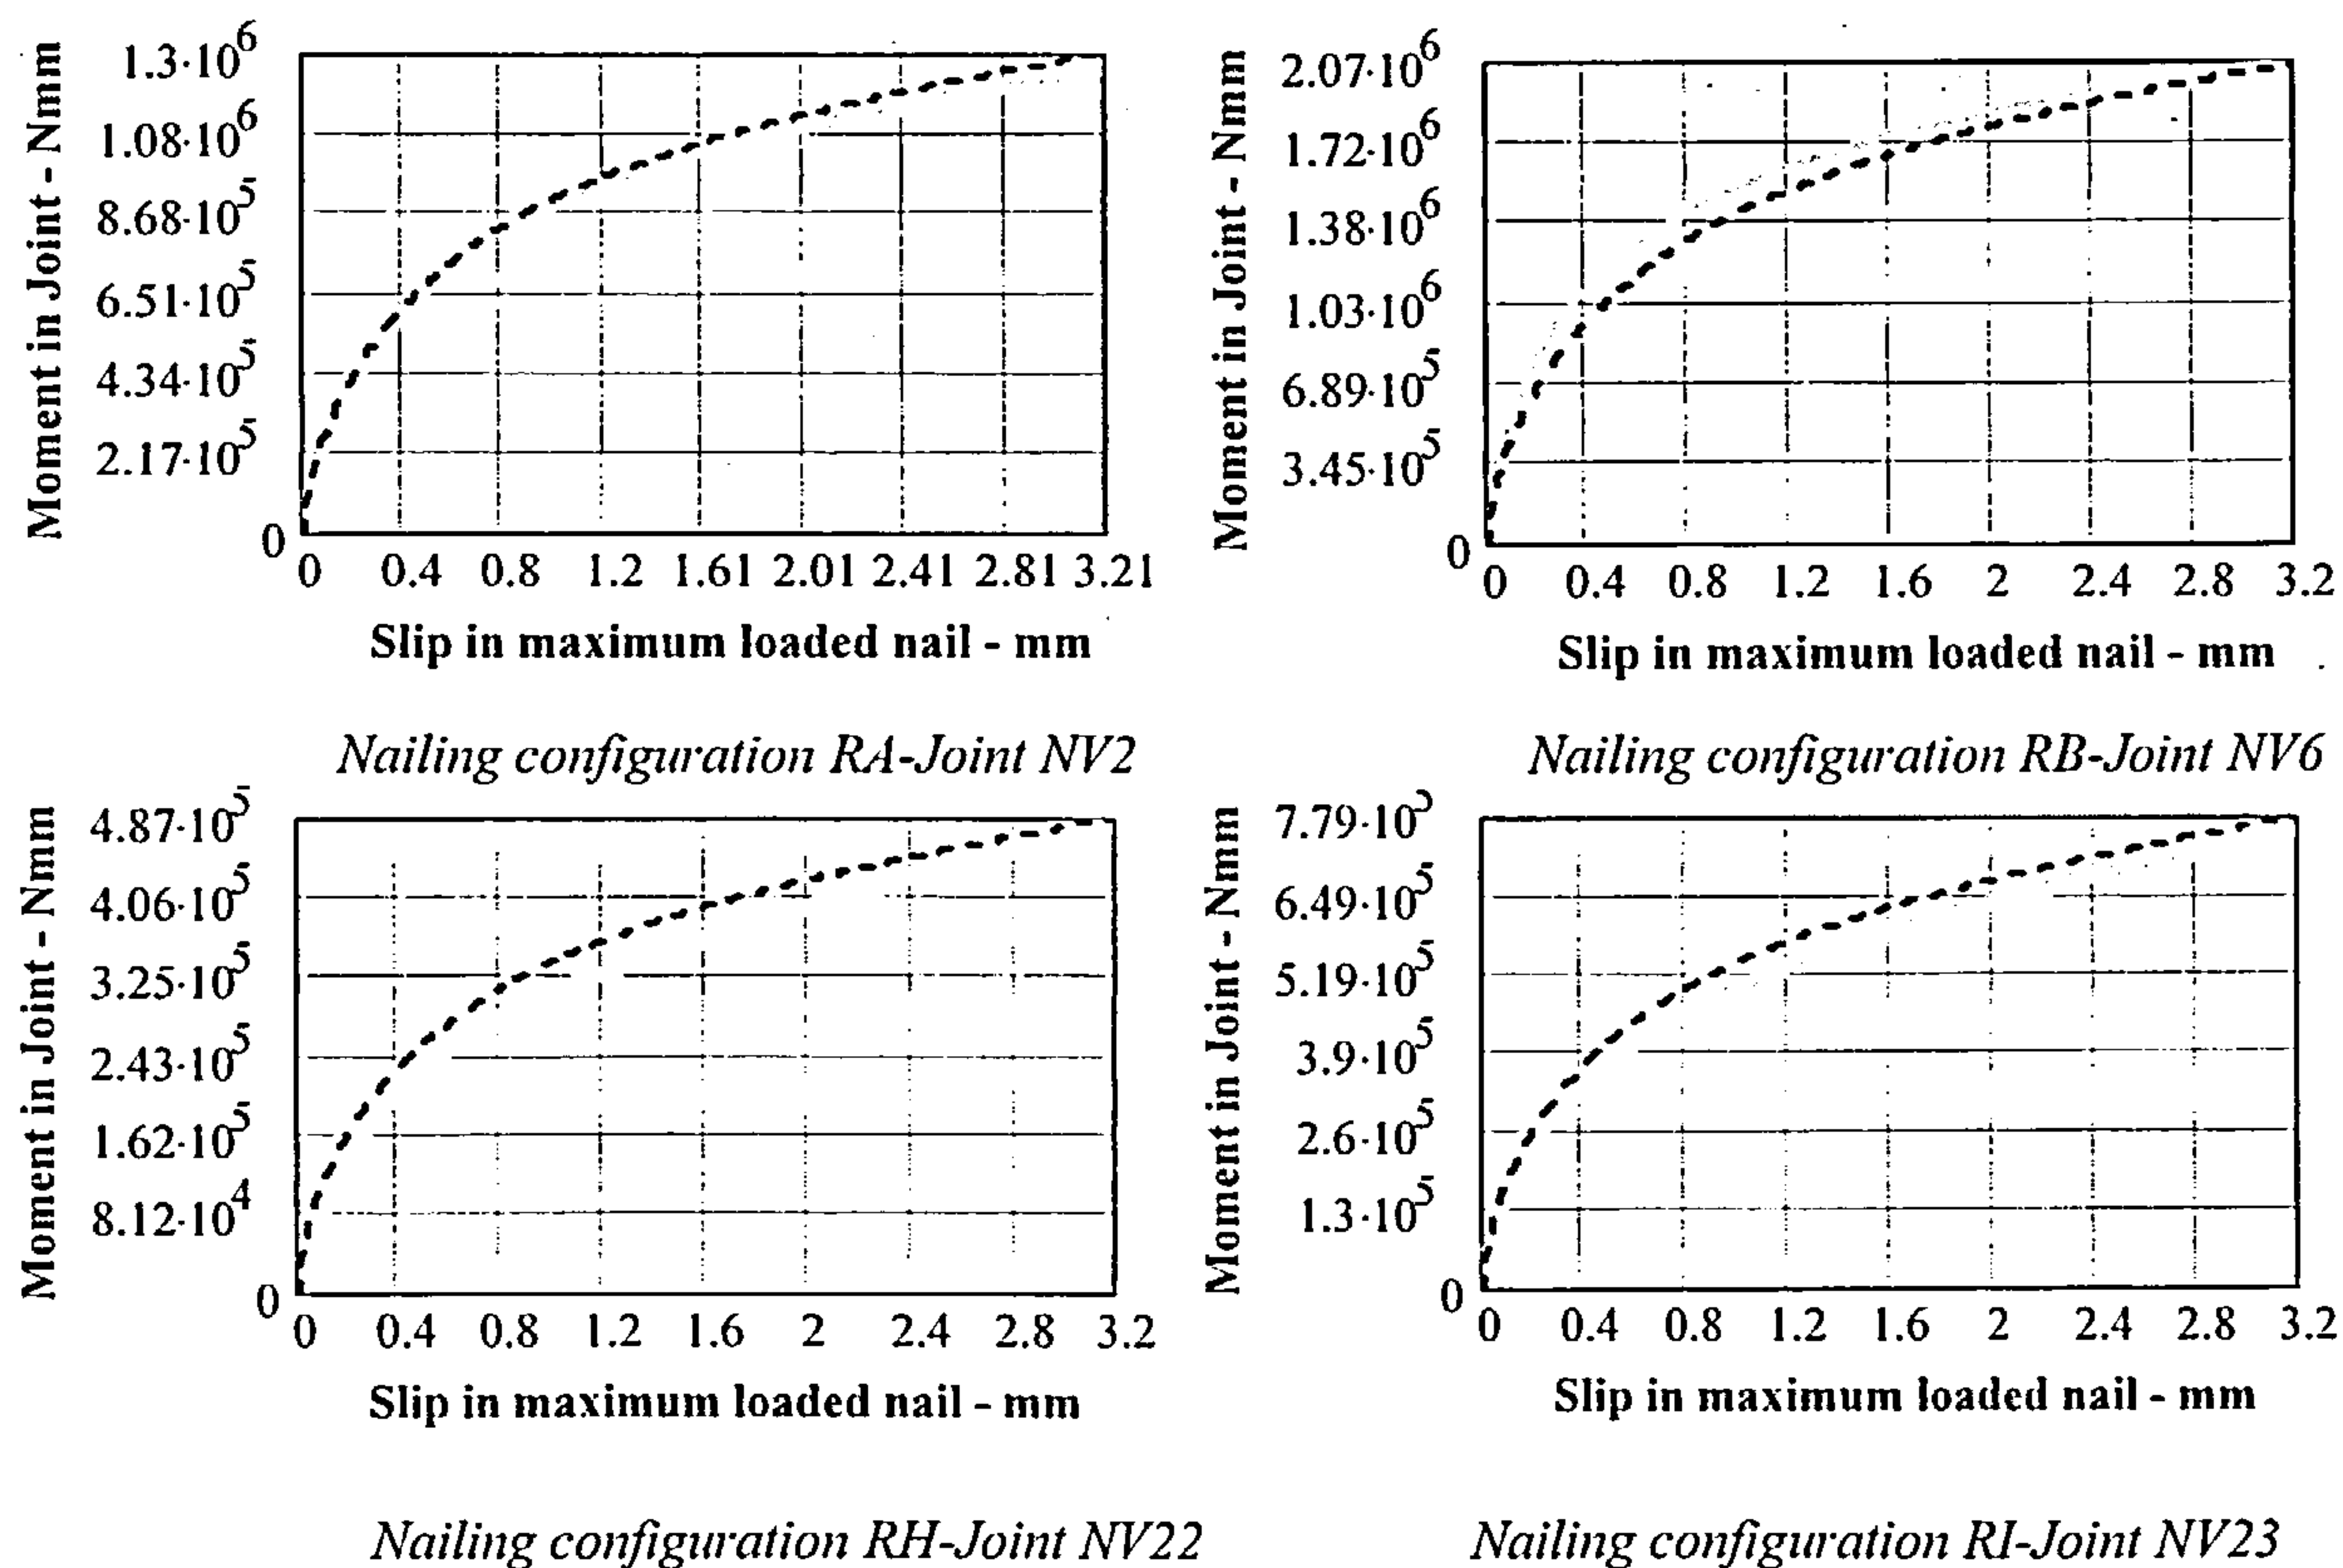 Moment in Joint - Nmm
1.3·10^6
1.08·10^6
8.68·10^5
6.51·10^5
4.34·10^5
2.17·10^5
0
0 0.4 0.8 1.2 1.61 2.01 2.41 2.81 3.21
Slip in maximum loaded nail - mm
Nailing configuration RA-Joint NV2
Moment in Joint - Nmm
2.07·10^6
1.72·10^6
1.38·10^6
1.03·10^6
6.89·10^5
3.45·10^5
0
0 0.4 0.8 1.2 1.6 2 2.4 2.8 3.2
Slip in maximum loaded nail - mm
Nailing configuration RB-Joint NV6
Moment in Joint - Nmm
4.87·10^5
4.06·10^5
3.25·10^5
2.43·10^5
1.62·10^5
8.12·10^4
0
0 0.4 0.8 1.2 1.6 2 2.4 2.8 3.2
Slip in maximum loaded nail - mm
Nailing configuration RH-Joint NV22
Moment in Joint - Nmm
7.79·10^5
6.49·10^5
5.19·10^5
3.9·10^5
2.6·10^5
1.3·10^5
0
0 0.4 0.8 1.2 1.6 2 2.4 2.8 3.2
Slip in maximum loaded nail - mm
Nailing configuration RI-Joint NV23